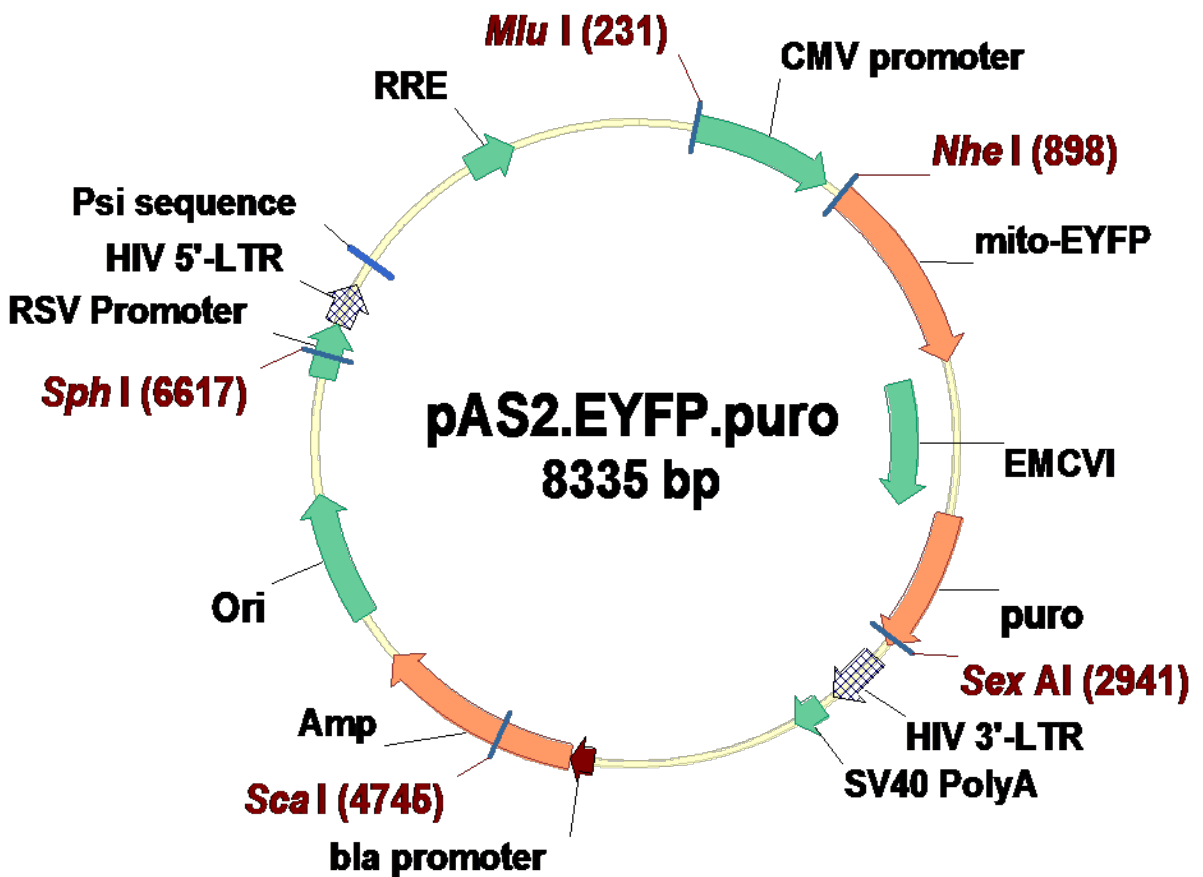 Mlu I (231)
CMV promoter
RRE
Nhe I (898)
Psi sequence
mito-EYFP
HIV 5'-LTR
RSV Promoter
Sph I (6617)
pAS2.EYFP.puro
8335 bp
EMCVI
Ori
puro
Sex AI (2941)
Amp
HIV 3'-LTR
SV40 PolyA
Sca I (4745)
bla promoter